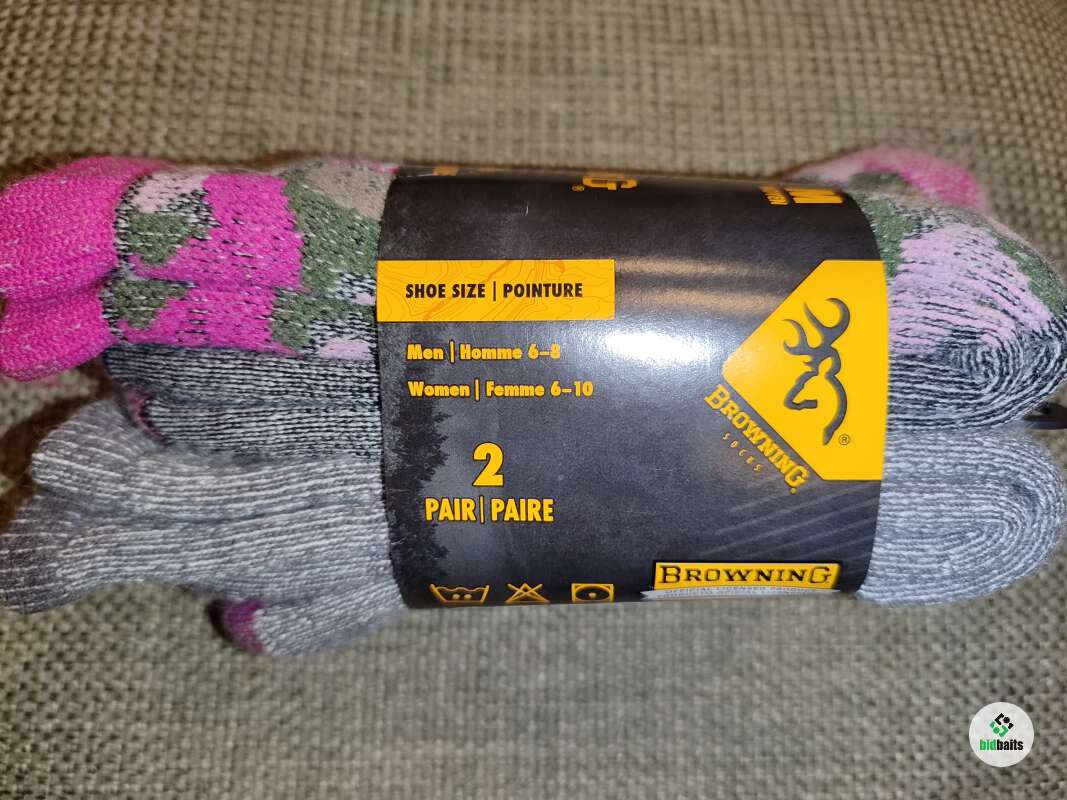 G®
SHOE SIZE | POINTURE
Men | Homme 6–8
Women | Femme 6–10
2
PAIR | PAIRE
BROWNING®
SOCKS
®
BROWNING
bidbaits